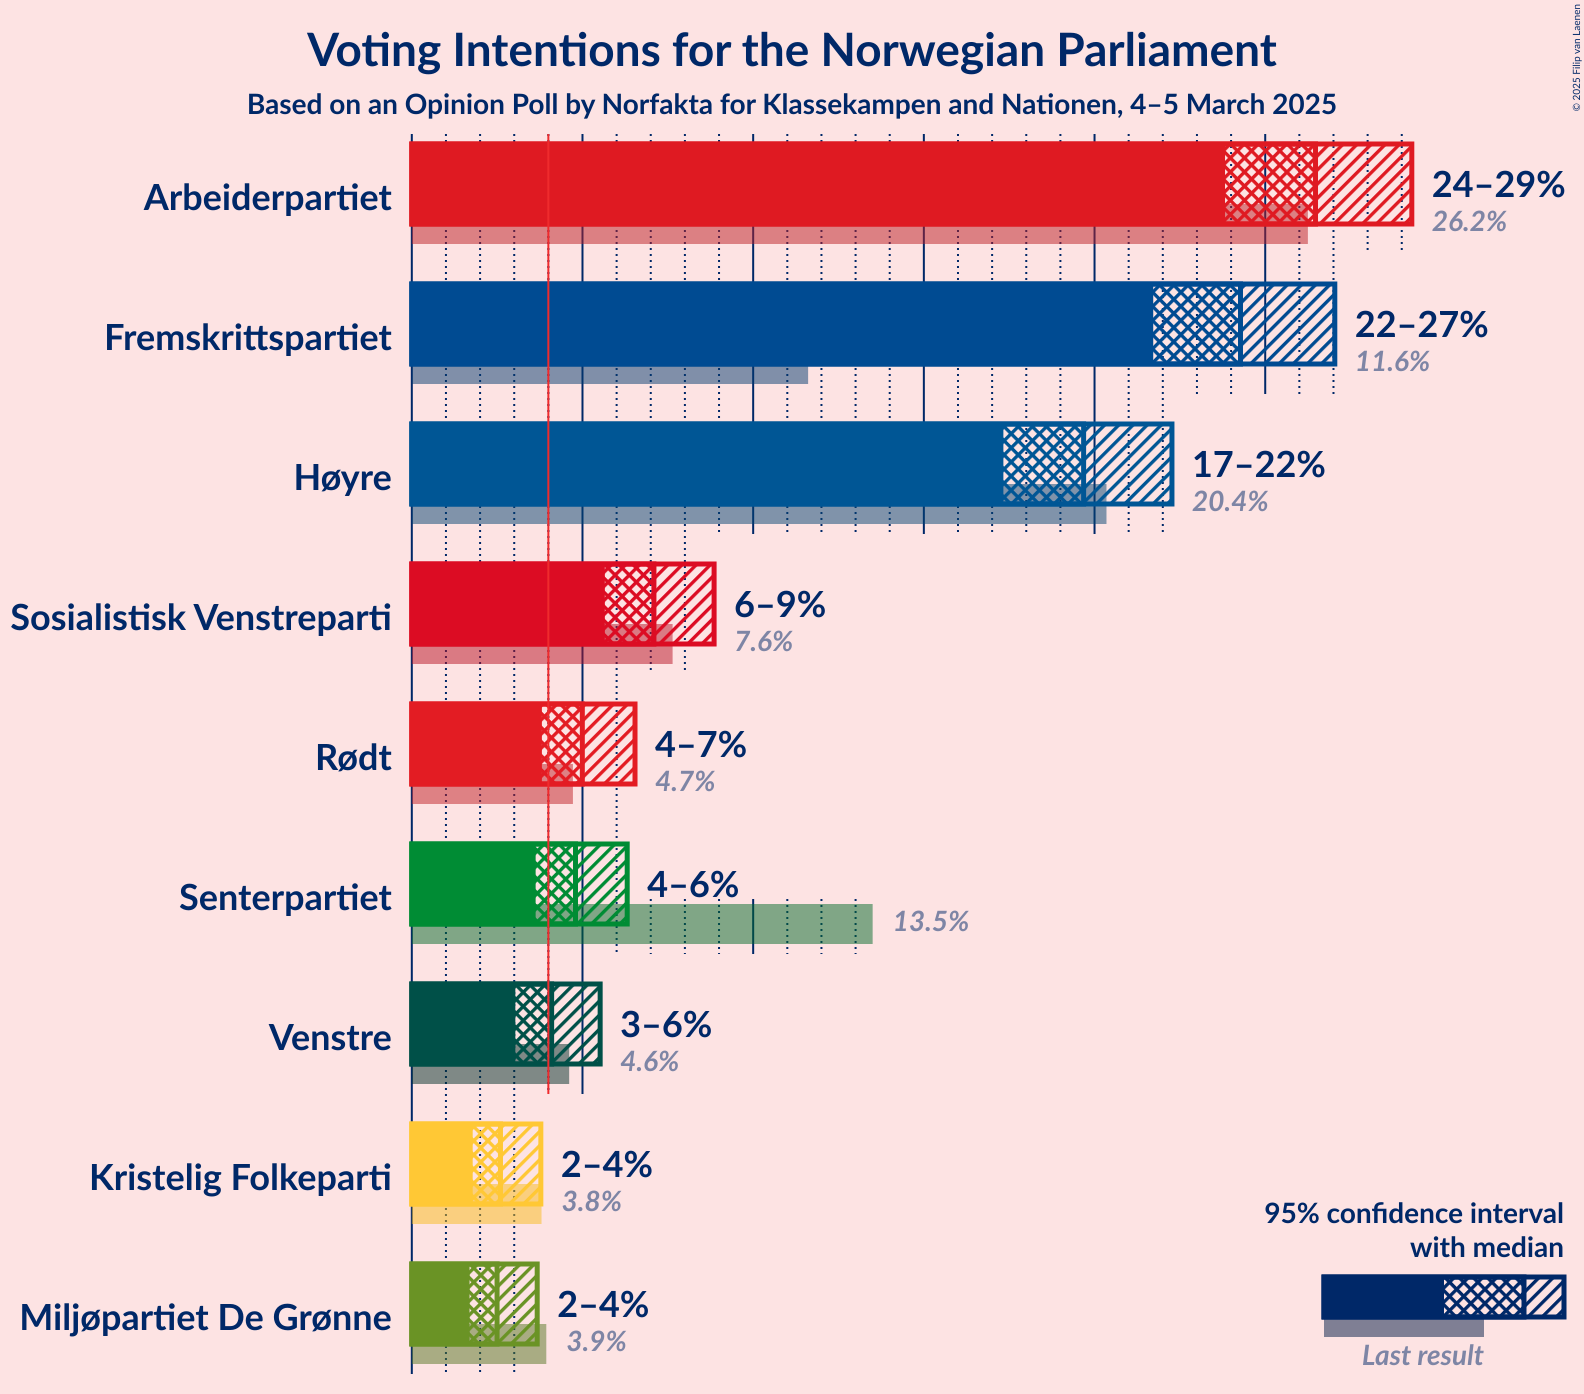 Voting Intentions for the Norwegian Parliament
Based on an Opinion Poll by Norfakta for Klassekampen and Nationen, 4–5 March 2025
© 2025 Filip van Laenen
Arbeiderpartiet
24–29%
26.2%
Fremskrittspartiet
22–27%
11.6%
Høyre
17–22%
20.4%
Sosialistisk Venstreparti
6–9%
7.6%
Rødt
4–7%
4.7%
Senterpartiet
4–6%
13.5%
Venstre
3–6%
4.6%
Kristelig Folkeparti
2–4%
3.8%
Miljøpartiet De Grønne
2–4%
3.9%
95% confidence interval
with median
Last result